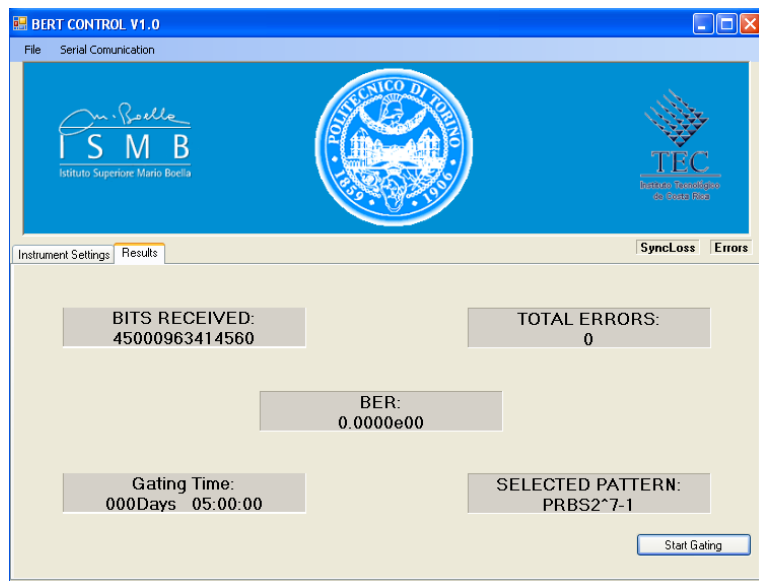 BERT CONTROL V1.0
File Serial Comunication
m. Boella
ISMB
Istituto Superiore Mario Boella
POLITECNICO DI TORINO
1859 1906
TEC
Instituto Tecnológico
de Costa Rica
Instrument Settings Results
SyncLoss Errors
BITS RECEIVED:
45000963414560
TOTAL ERRORS:
0
BER:
0.0000e00
Gating Time:
000Days 05:00:00
SELECTED PATTERN:
PRBS2^7-1
Start Gating